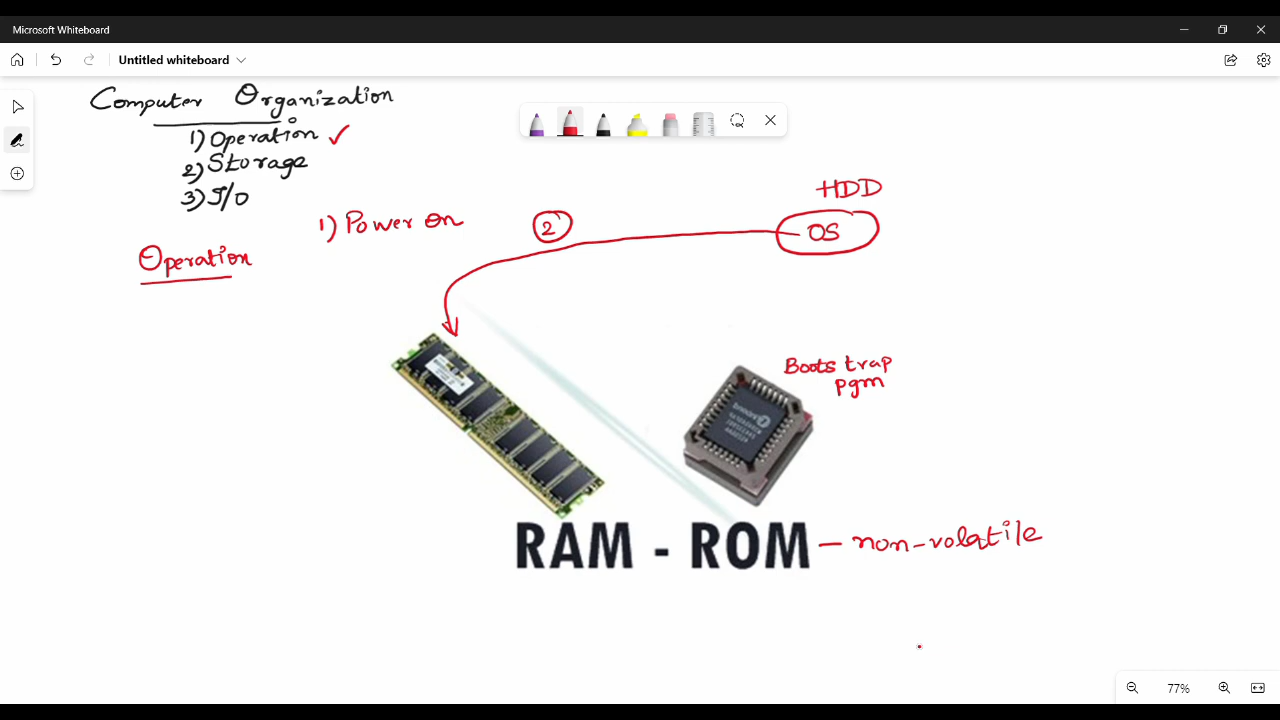 Microsoft Whiteboard
Untitled whiteboard
Computer Organization
1) Operation ✓
2) Storage
3) I/O
HDD
1) Power on
2
OS
Operation
Boots trap
pgm
RAM - ROM – non-volatile
77%